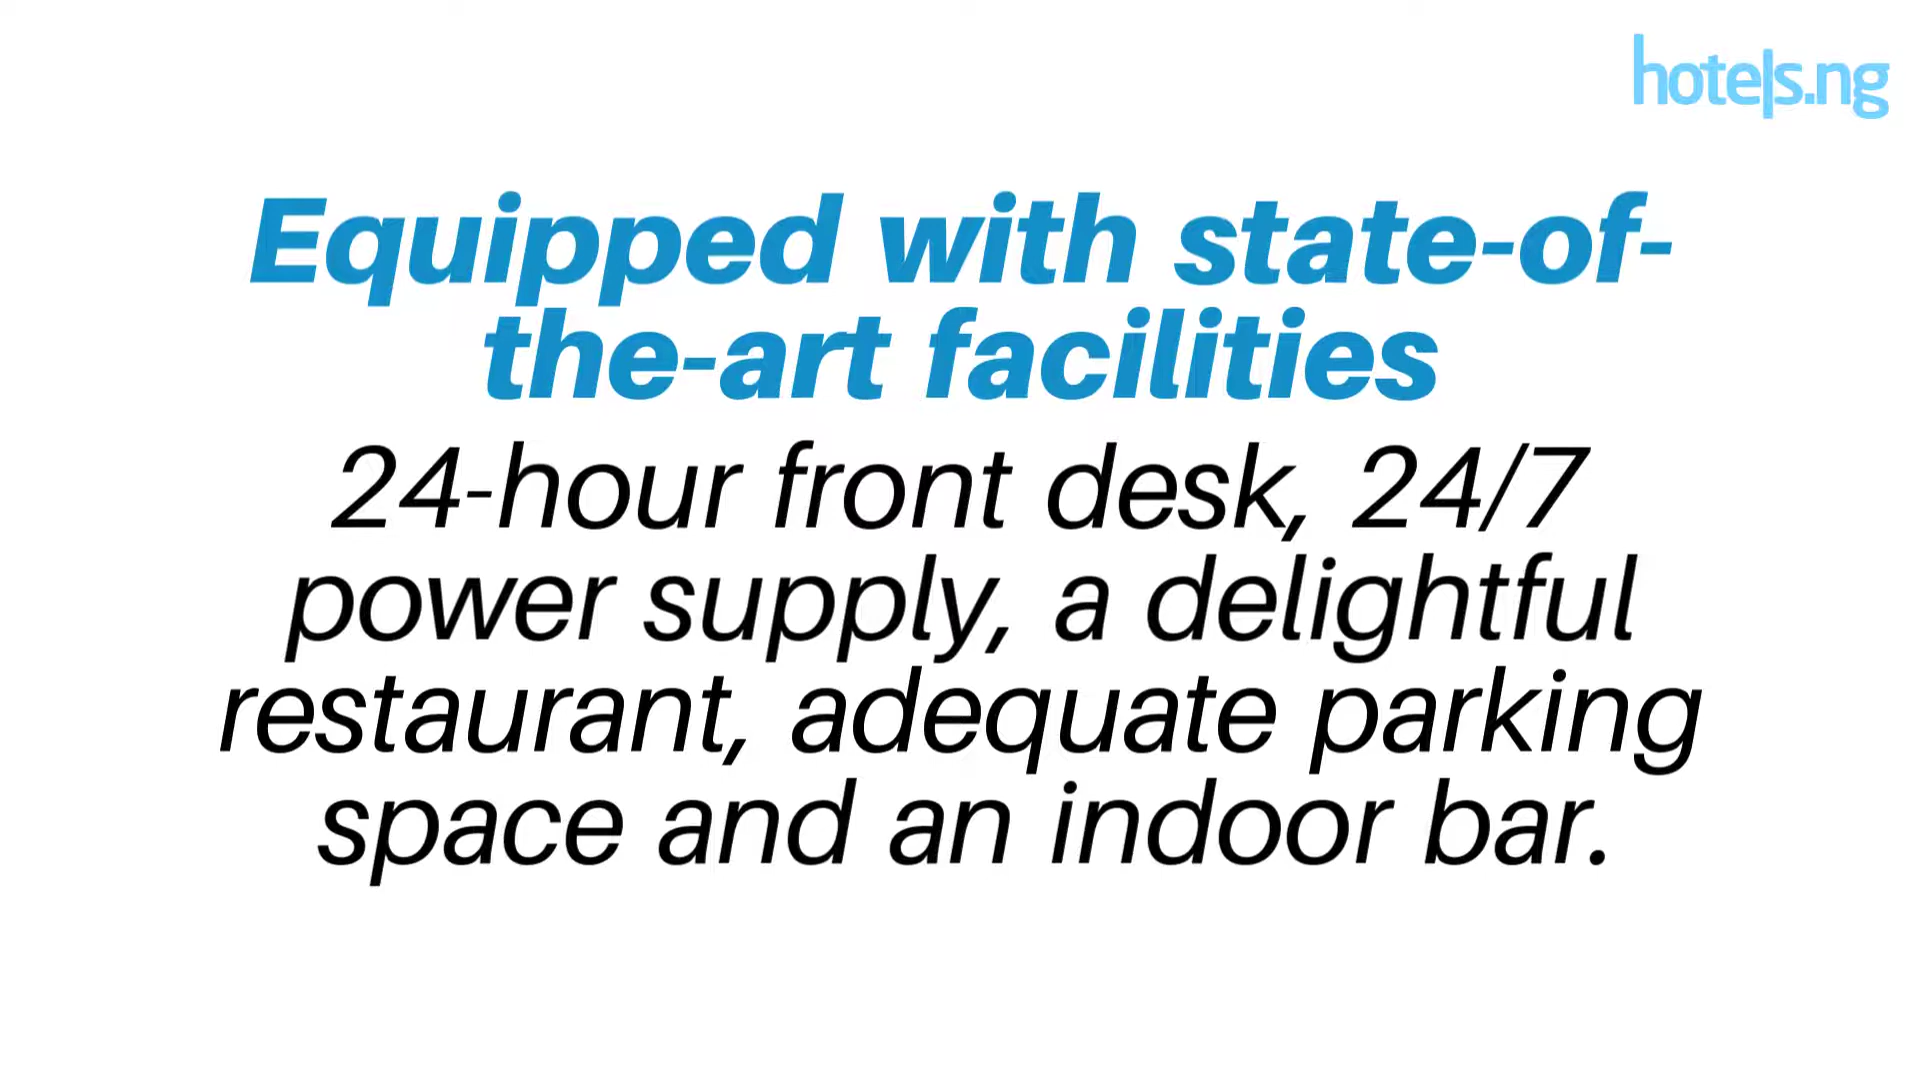 hotels.ng
Equipped with state-of-
the-art facilities
24-hour front desk, 24/7
power supply, a delightful
restaurant, adequate parking
space and an indoor bar.